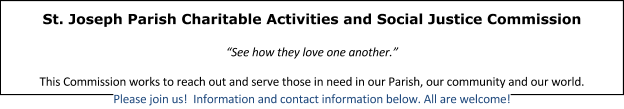 St. Joseph Parish Charitable Activities and Social Justice Commission
“See how they love one another.”
This Commission works to reach out and serve those in need in our Parish, our community and our world.
Please join us!  Information and contact information below. All are welcome!